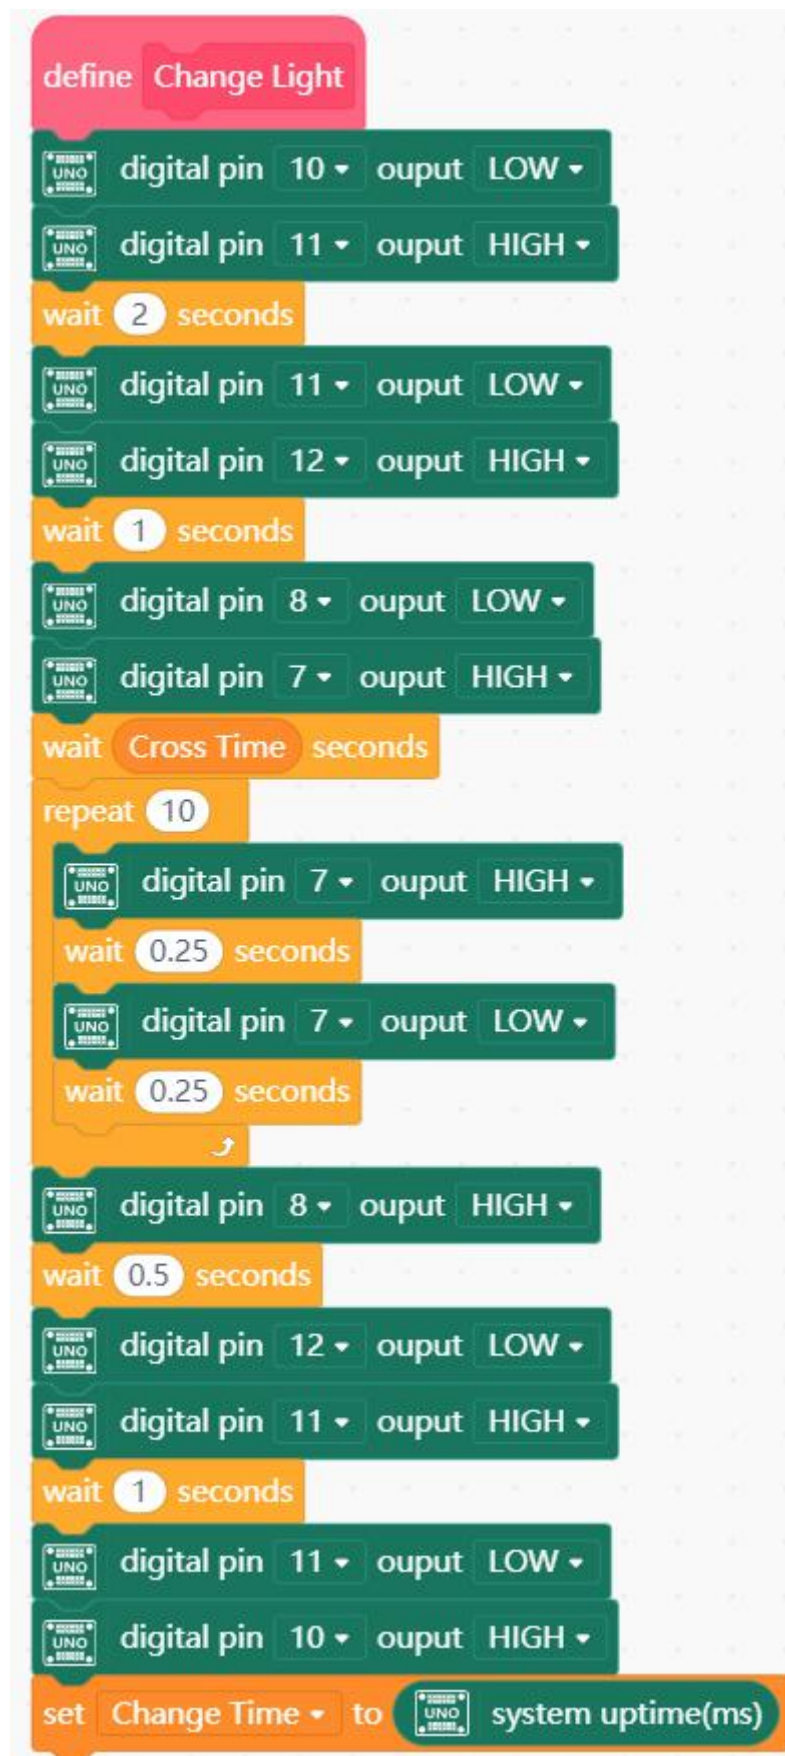 define Change Light
UNO digital pin 10 ouput LOW
UNO digital pin 11 ouput HIGH
wait 2 seconds
UNO digital pin 11 ouput LOW
UNO digital pin 12 ouput HIGH
wait 1 seconds
UNO digital pin 8 ouput LOW
UNO digital pin 7 ouput HIGH
wait Cross Time seconds
repeat 10
UNO digital pin 7 ouput HIGH
wait 0.25 seconds
UNO digital pin 7 ouput LOW
wait 0.25 seconds
UNO digital pin 8 ouput HIGH
wait 0.5 seconds
UNO digital pin 12 ouput LOW
UNO digital pin 11 ouput HIGH
wait 1 seconds
UNO digital pin 11 ouput LOW
UNO digital pin 10 ouput HIGH
set Change Time to UNO system uptime(ms)